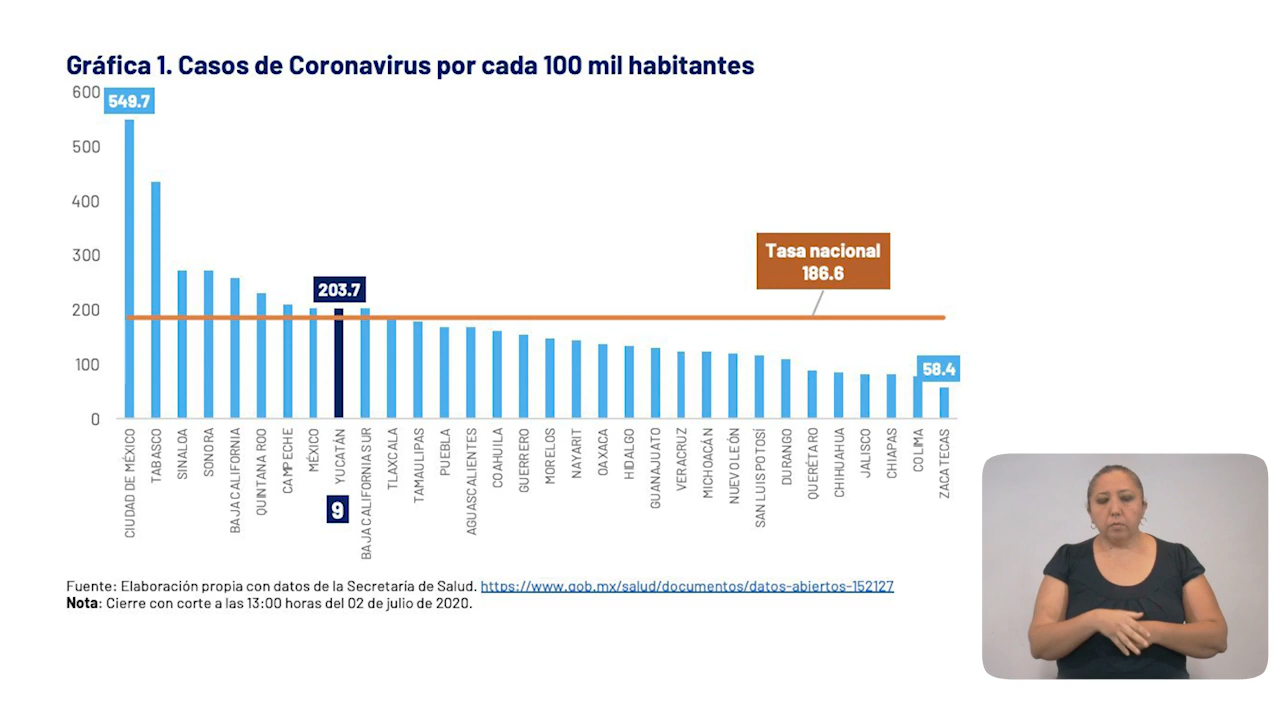 Gráfica 1. Casos de Coronavirus por cada 100 mil habitantes
600
549.7
500
400
300
200
100
0
203.7
Tasa nacional
186.6
58.4
CIUDAD DE MÉXICO
TABASCO
SINALOA
SONORA
BAJA CALIFORNIA
QUINTANA ROO
CAMPECHE
MÉXICO
YUCATÁN
BAJA CALIFORNIA SUR
TLAXCALA
TAMAULIPAS
PUEBLA
AGUASCALIENTES
COAHUILA
GUERRERO
MORELOS
NAYARIT
OAXACA
HIDALGO
GUANAJUATO
VERACRUZ
MICHOACÁN
NUEVO LEÓN
SAN LUIS POTOSÍ
DURANGO
QUERÉTARO
CHIHUAHUA
JALISCO
CHIAPAS
COLIMA
ZACATECAS
9
Fuente: Elaboración propia con datos de la Secretaría de Salud. https://www.gob.mx/salud/documentos/datos-abiertos-152127
Nota: Cierre con corte a las 13:00 horas del 02 de julio de 2020.